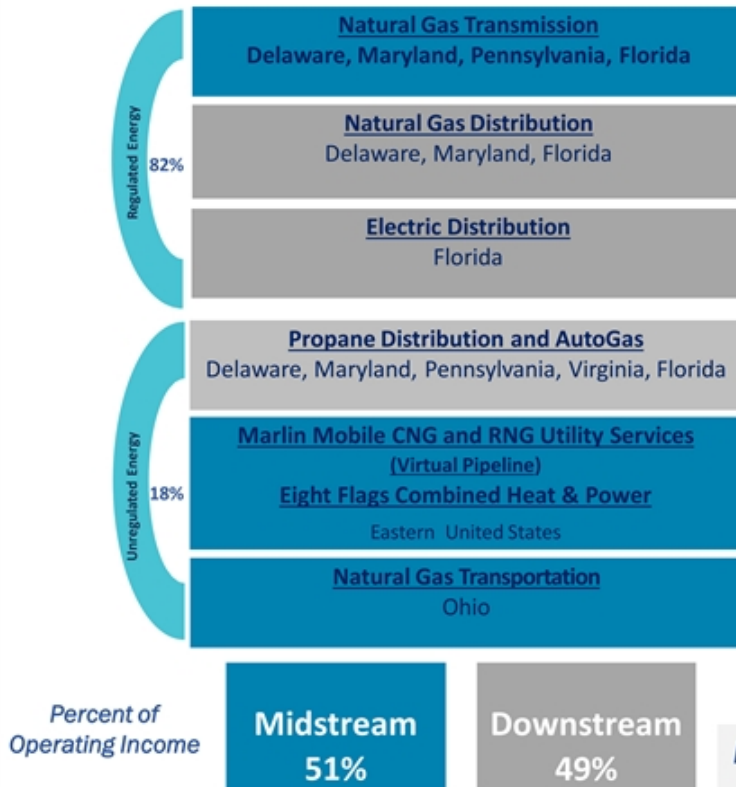 Natural Gas Transmission
Delaware, Maryland, Pennsylvania, Florida
Natural Gas Distribution
Delaware, Maryland, Florida
Electric Distribution
Florida
Regulated Energy
82%
Propane Distribution and AutoGas
Delaware, Maryland, Pennsylvania, Virginia, Florida
Marlin Mobile CNG and RNG Utility Services
(Virtual Pipeline)
Eight Flags Combined Heat & Power
Eastern United States
Natural Gas Transportation
Ohio
Unregulated Energy
18%
Percent of
Operating Income
Midstream
51%
Downstream
49%